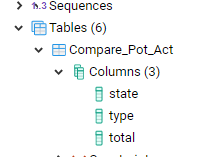 Sequences
Tables (6)
Compare_Pot_Act
Columns (3)
state
type
total